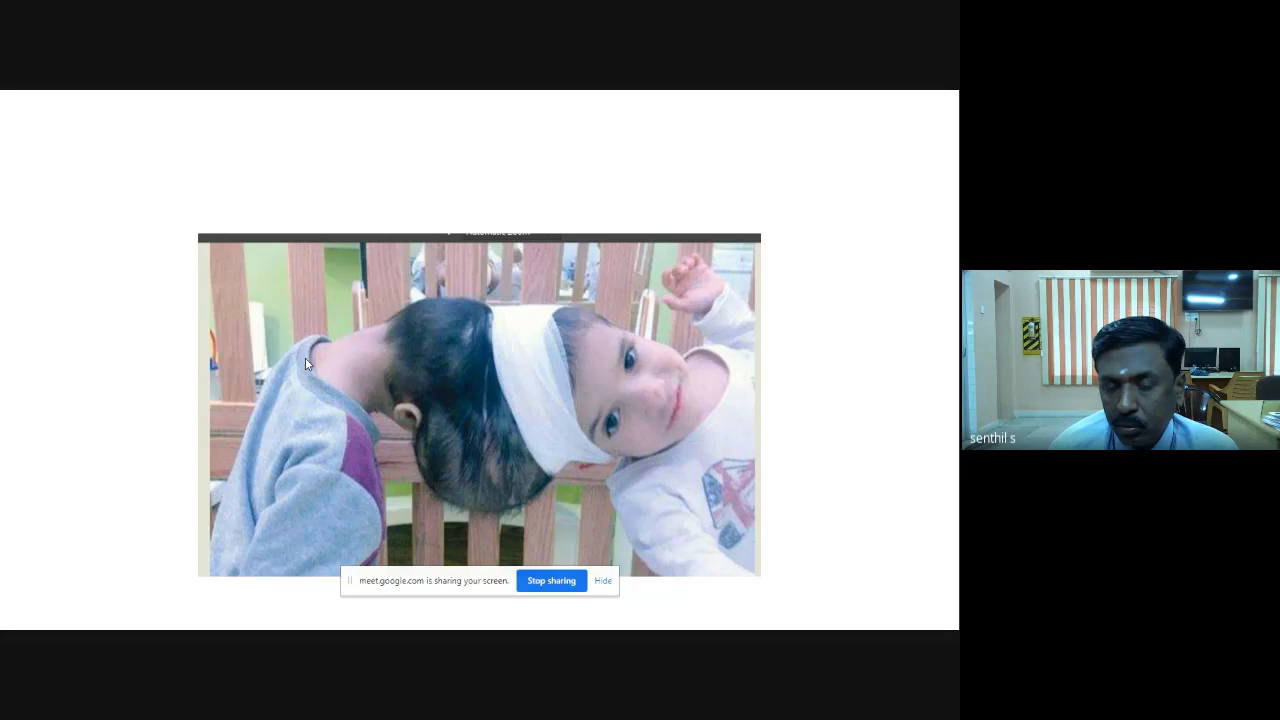 meet.google.com is sharing your screen.
Stop sharing
Hide
senthil s